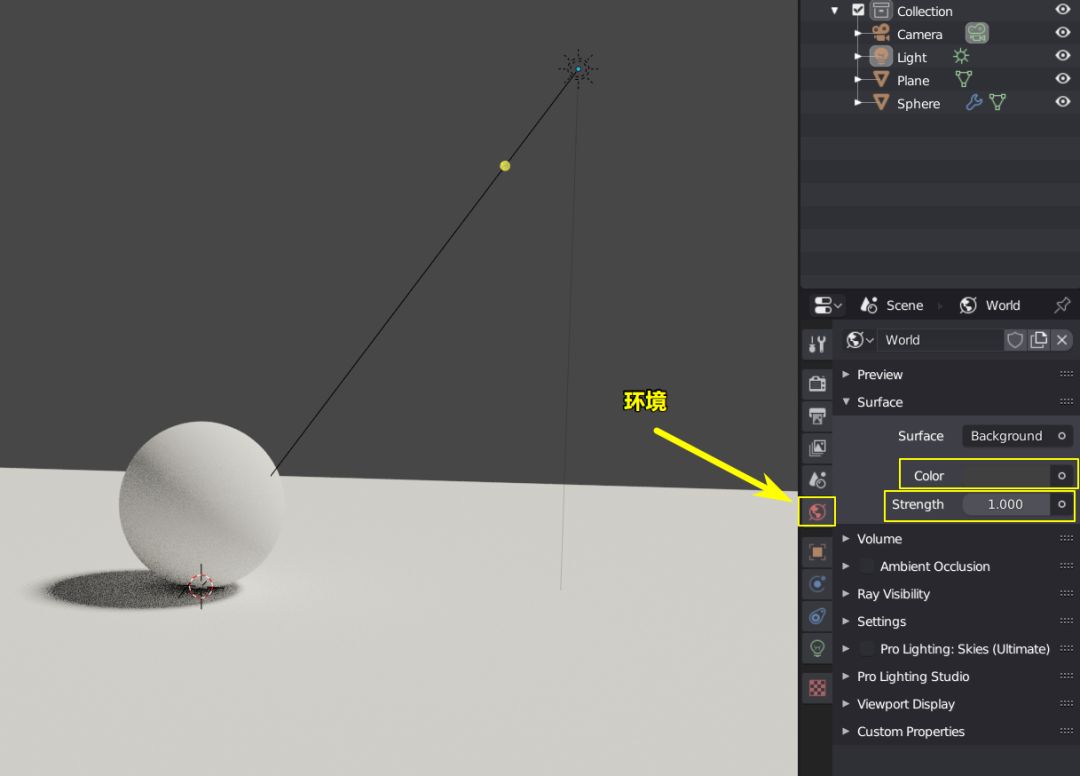 Collection
Camera
Light
Plane
Sphere
Scene World
World
Preview
环境
Surface
Surface Background
Color
Strength 1.000
Volume
Ambient Occlusion
Ray Visibility
Settings
Pro Lighting: Skies (Ultimate)
Pro Lighting Studio
Viewport Display
Custom Properties